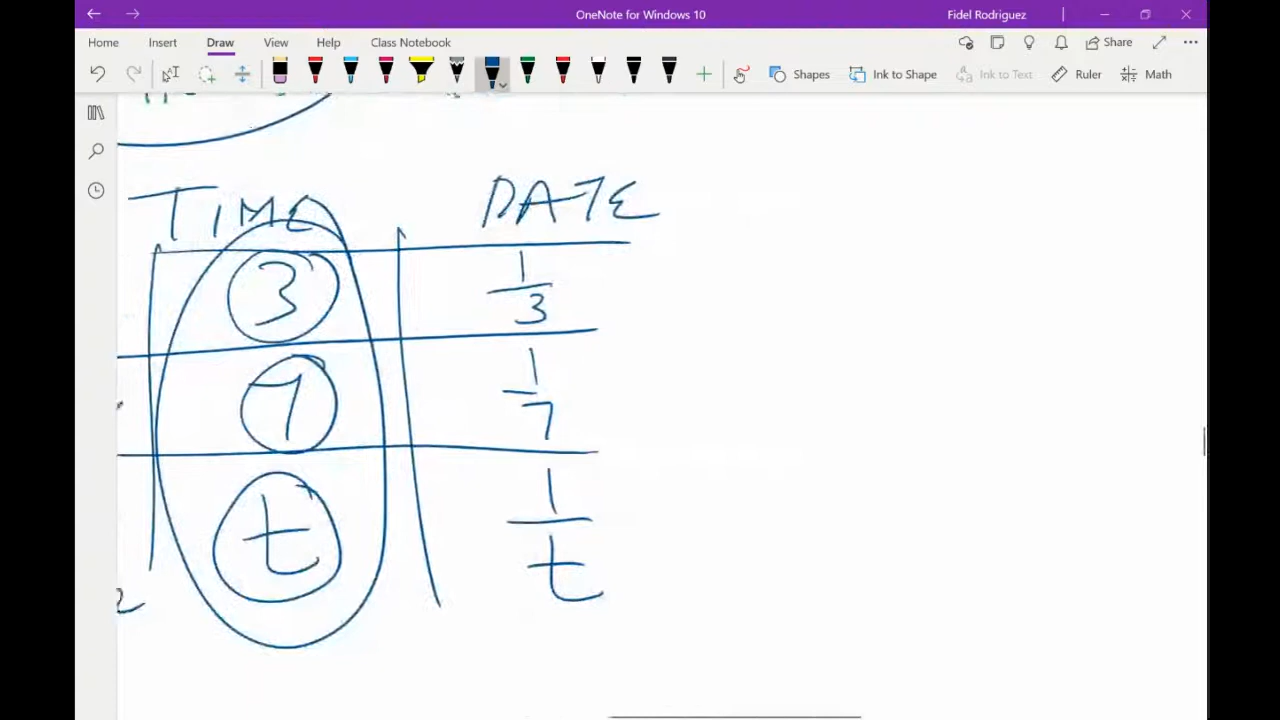 OneNote for Windows 10
Fidel Rodriguez
Home Insert Draw View Help Class Notebook Share
Shapes Ink to Shape Ink to Text Ruler Math
TIME DATE
3 1/3
7 1/7
t 1/t